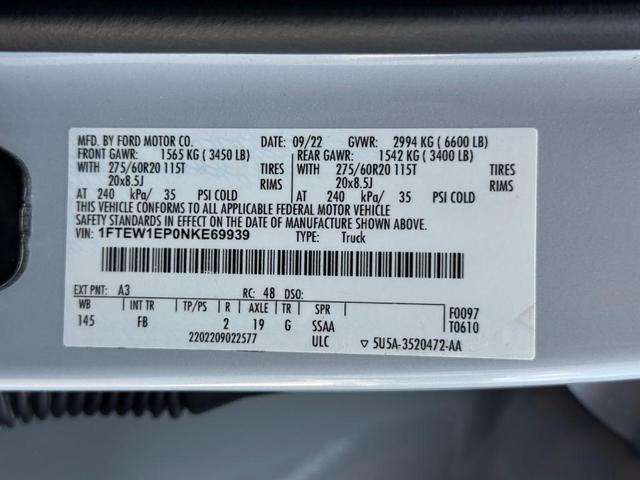 MFD. BY FORD MOTOR CO. DATE: 09/22 GVWR: 2994 KG ( 6600 LB)
FRONT GAWR: 1565 KG ( 3450 LB) REAR GAWR: 1542 KG ( 3400 LB)
WITH 275/60R20 115T TIRES WITH 275/60R20 115T TIRES
20x8.5J RIMS 20x8.5J RIMS
AT 240 kPa/ 35 PSI COLD AT 240 kPa/ 35 PSI COLD
THIS VEHICLE CONFORMS TO ALL APPLICABLE FEDERAL MOTOR VEHICLE
SAFETY STANDARDS IN EFFECT ON THE DATE OF MANUFACTURE SHOWN ABOVE.
VIN: 1FTEW1EP0NKE69939 TYPE: Truck
EXT PNT: A3 RC: 48 DSO:
WB INT TR TP/PS R AXLE TR SPR F0097
145 FB 2 19 G SSAA T0610
2202209022577 ULC 5U5A-3520472-AA